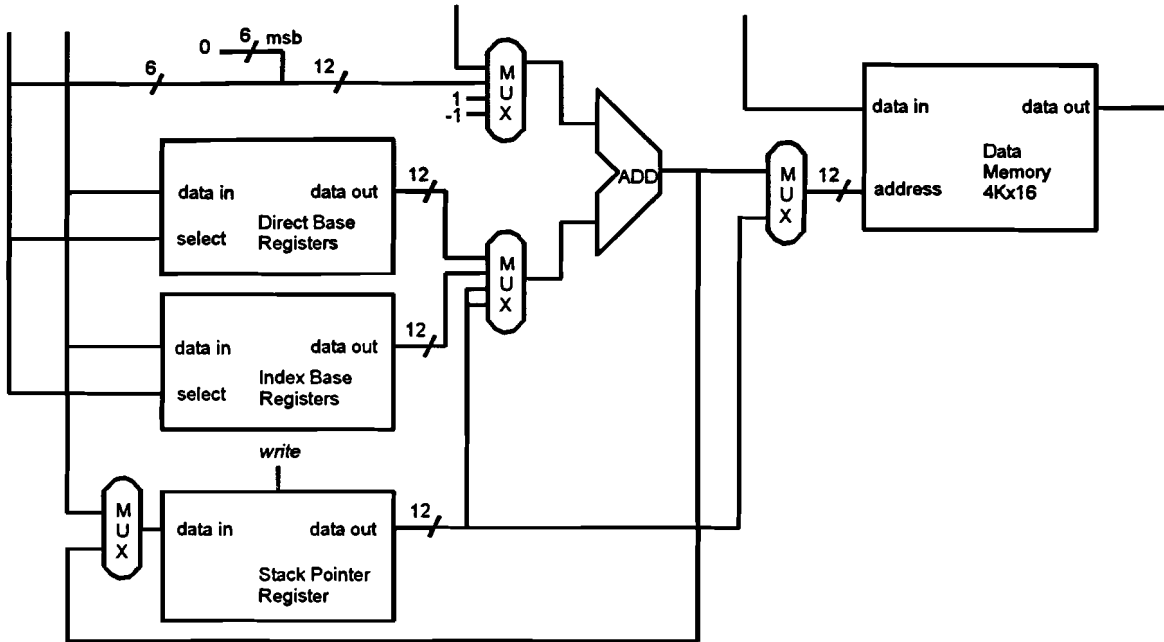 0 6 msb
6 12
1
-1
M
U
X
data in data out
Data
Memory
4Kx16
address
12
M
U
X
ADD
data in data out
12
Direct Base
Registers
select
M
U
X
data in data out
12
Index Base
Registers
select
write
M
U
X
data in data out
12
Stack Pointer
Register